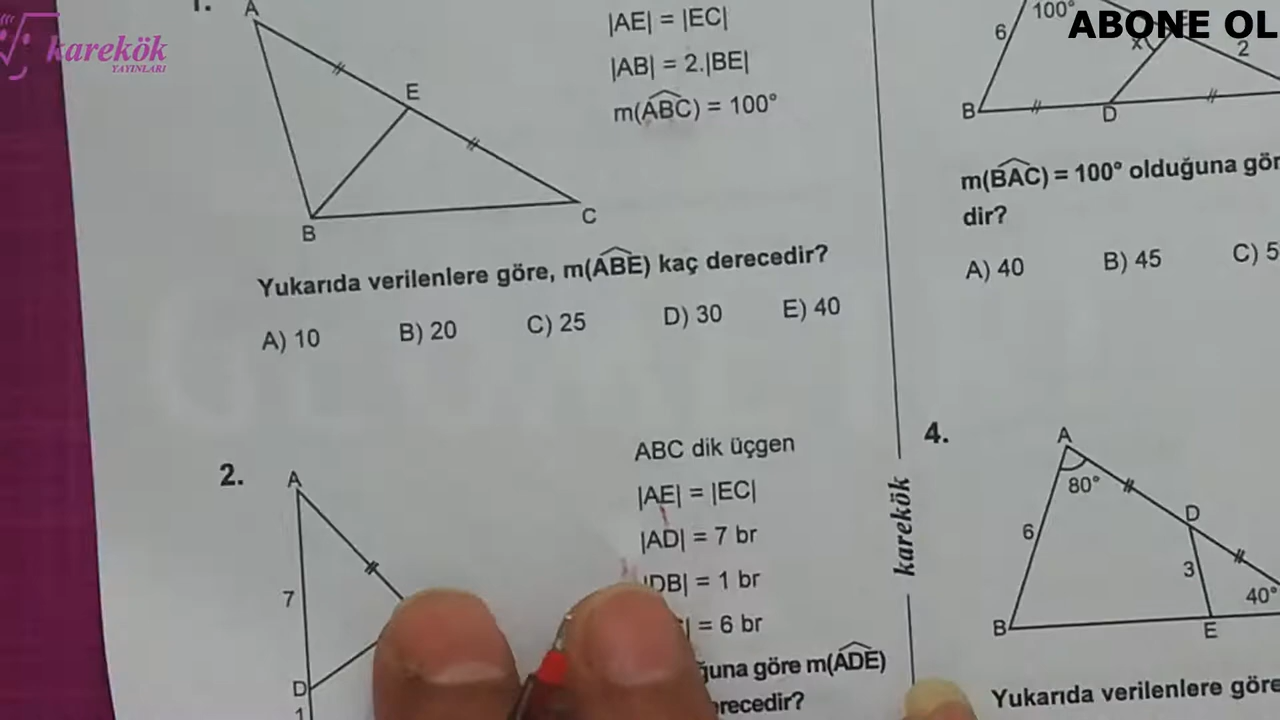 karekök
YAYINLARI
ABONE OL
1.
A
E
B
C
|AE| = |EC|
|AB| = 2.|BE|
m(ABC) = 100°
Yukarıda verilenlere göre, m(ABE) kaç derecedir?
A) 10
B) 20
C) 25
D) 30
E) 40
2.
A
7
D
1
ABC dik üçgen
|AE| = |EC|
|AD| = 7 br
|DB| = 1 br
| = 6 br
göre m(ADE)
karekök
100°
6
x
2
B
D
m(BAC) = 100° olduğuna
dir?
A) 40
B) 45
C) 5
4.
A
80°
D
6
3
40°
B
E
Yukarıda verilenlere göre